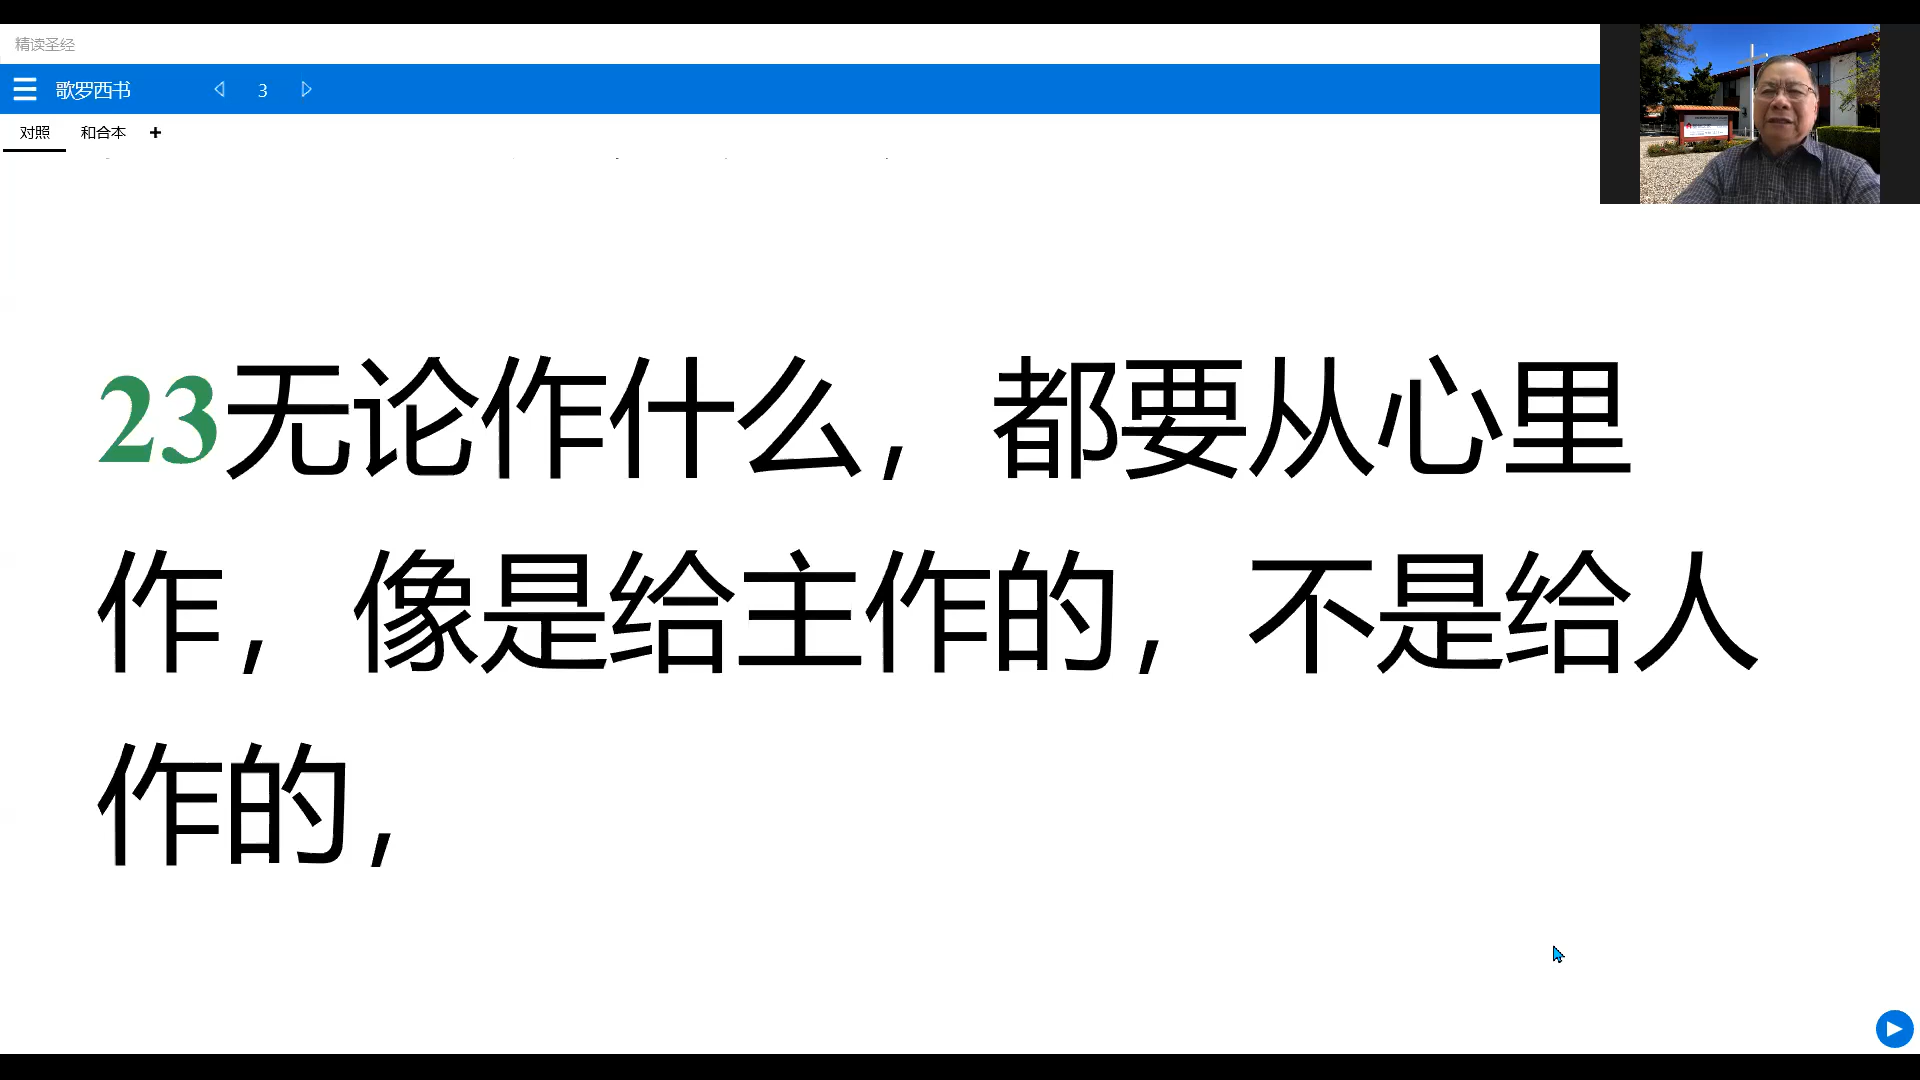 精读圣经
歌罗西书 3
对照 和合本 +
23无论作什么，都要从心里
作，像是给主作的，不是给人
作的，